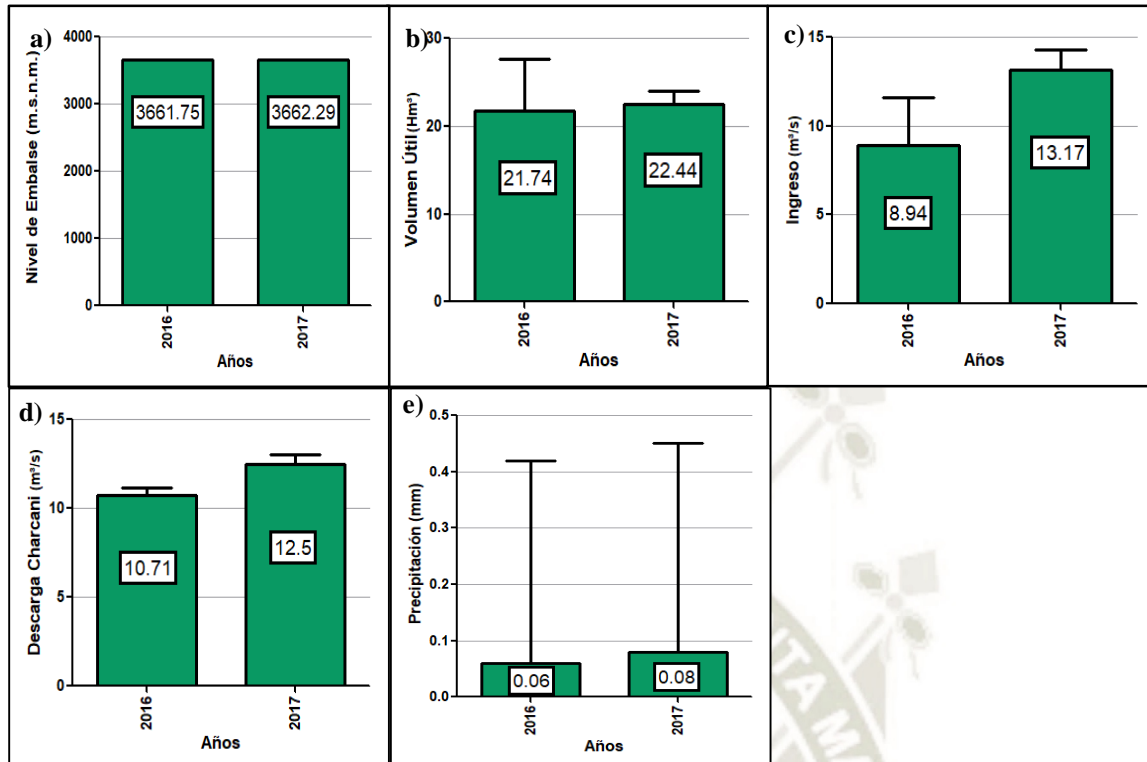 a)
Nivel de Embalse (m.s.n.m.)
4000
3000
2000
1000
0
3661.75
3662.29
2016
2017
Años
b)
Volumen Útil (Hm³)
30
20
10
0
21.74
22.44
2016
2017
Años
c)
Ingreso (m³/s)
15
10
5
0
8.94
13.17
2016
2017
Años
d)
Descarga Charcani (m³/s)
15
10
5
0
10.71
12.5
2016
2017
Años
e)
Precipitación (mm)
0.5
0.4
0.3
0.2
0.1
0.0
0.06
0.08
2016
2017
Años